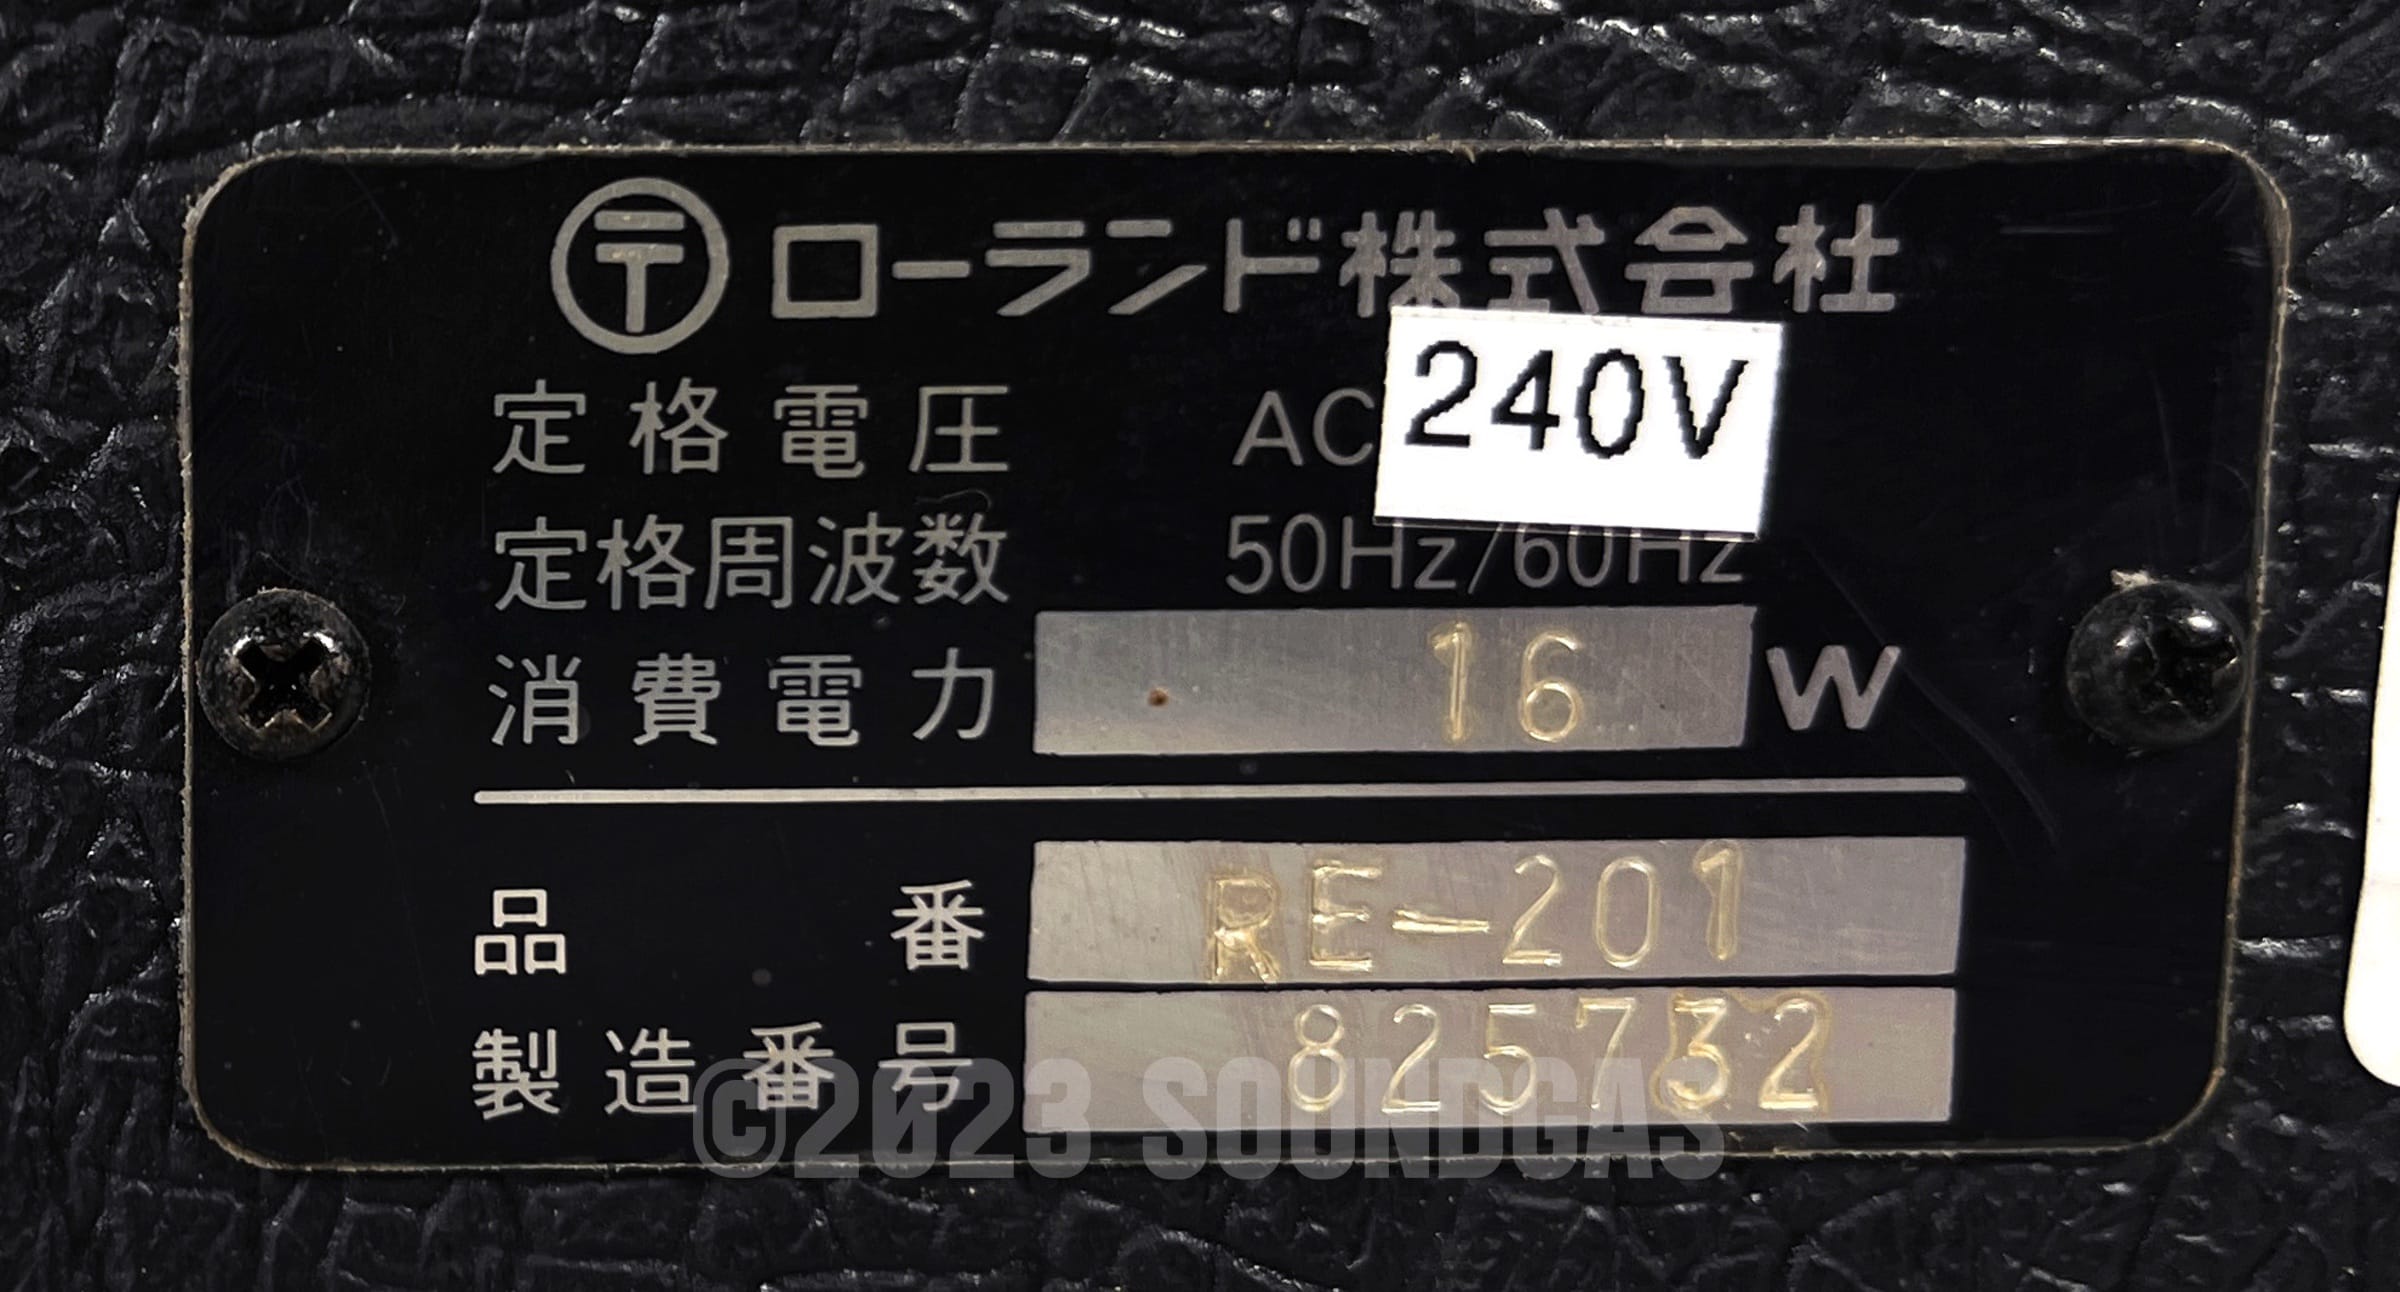 〶 ローランド株式会社
定格電圧 AC 240V
定格周波数 50Hz/60Hz
消費電力 16 W
品番 RE-201
製造番号 825732
©2023 SOUNDGAS